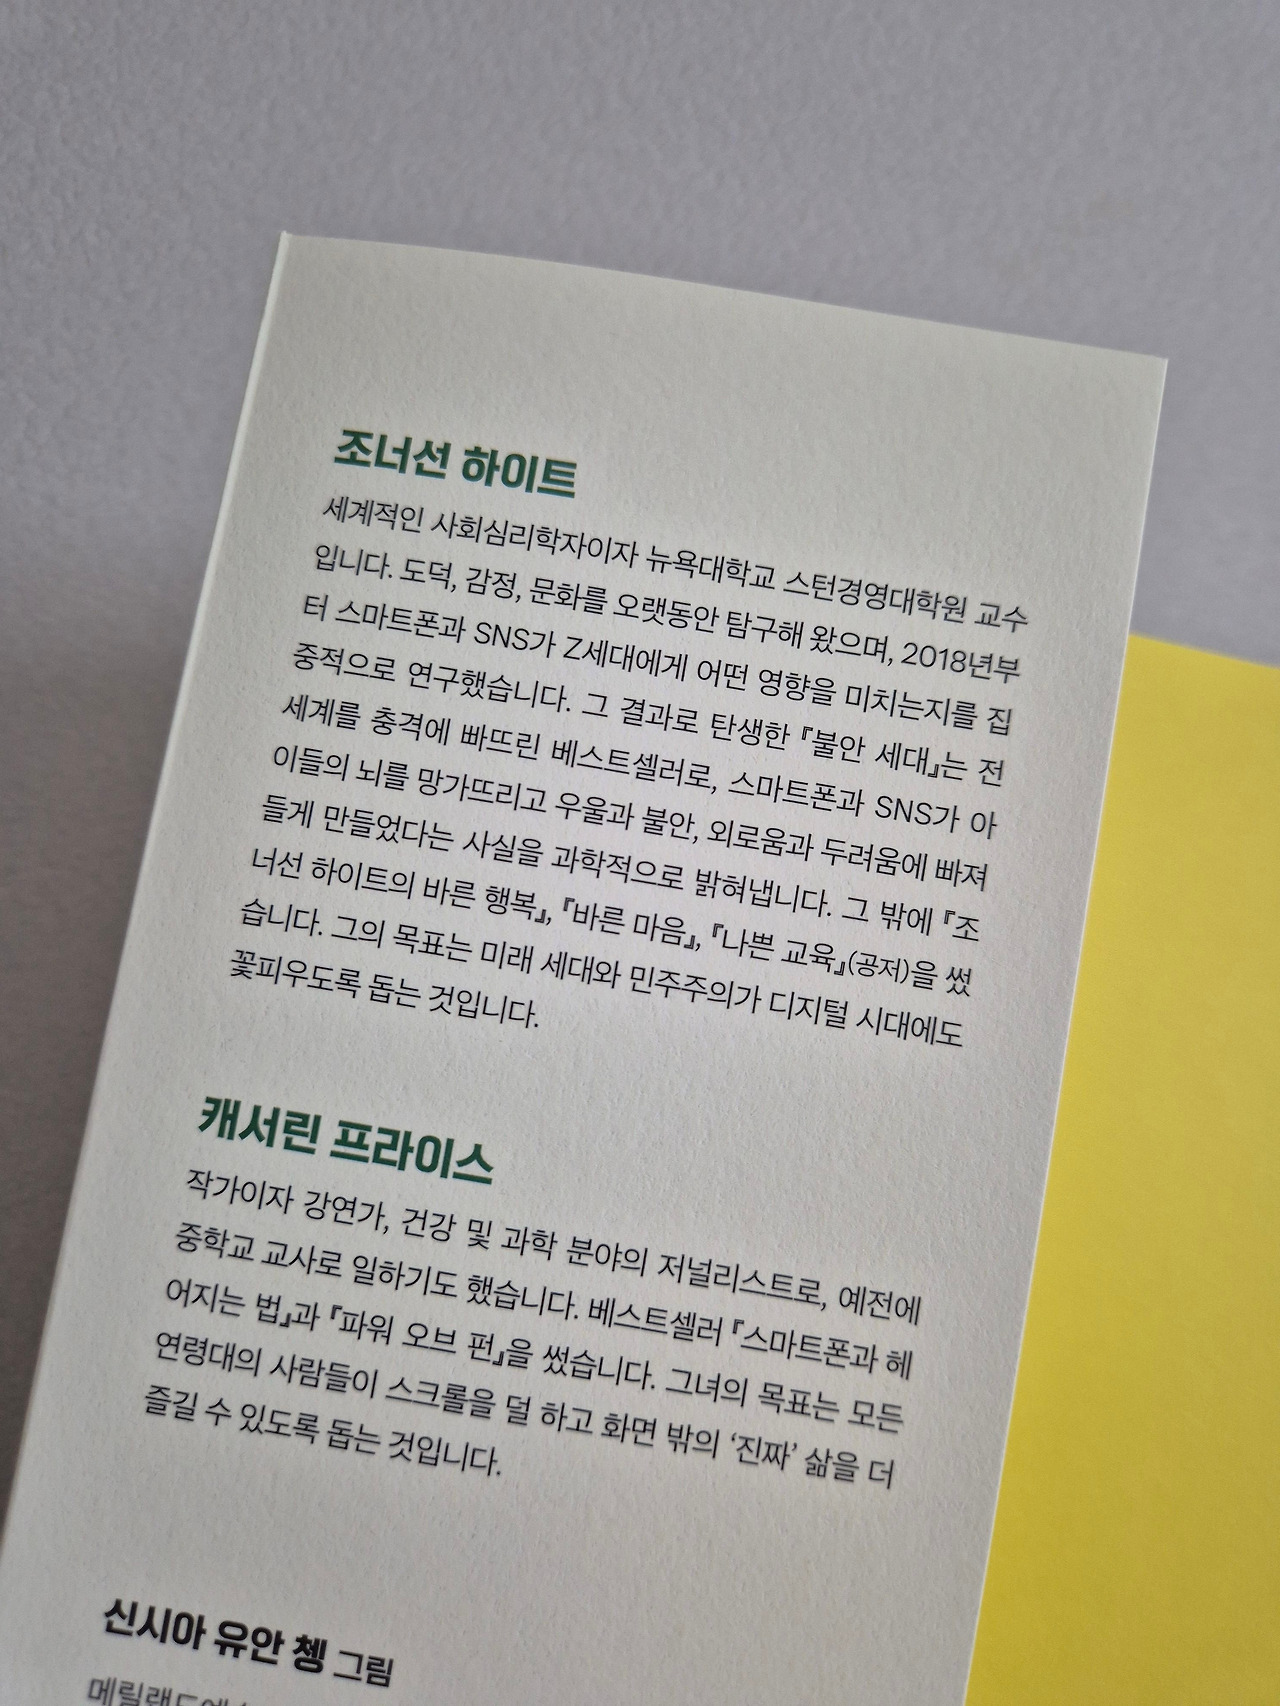 조너선 하이트
세계적인 사회심리학자이자 뉴욕대학교 스턴경영대학원 교수
입니다. 도덕, 감정, 문화를 오랫동안 탐구해 왔으며, 2018년부
터 스마트폰과 SNS가 Z세대에게 어떤 영향을 미치는지를 집
중적으로 연구했습니다. 그 결과로 탄생한 『불안 세대』는 전
세계를 충격에 빠뜨린 베스트셀러로, 스마트폰과 SNS가 아
이들의 뇌를 망가뜨리고 우울과 불안, 외로움과 두려움에 빠져
들게 만들었다는 사실을 과학적으로 밝혀냅니다. 그 밖에 『조
너선 하이트의 바른 행복』, 『바른 마음』, 『나쁜 교육』(공저)을 썼
습니다. 그의 목표는 미래 세대와 민주주의가 디지털 시대에도
꽃피우도록 돕는 것입니다.
캐서린 프라이스
작가이자 강연가, 건강 및 과학 분야의 저널리스트로, 예전에
중학교 교사로 일하기도 했습니다. 베스트셀러 『스마트폰과 헤
어지는 법』과 『파워 오브 펀』을 썼습니다. 그녀의 목표는 모든
연령대의 사람들이 스크롤을 덜 하고 화면 밖의 ‘진짜’ 삶을 더
즐길 수 있도록 돕는 것입니다.
신시아 유안 쳉 그림